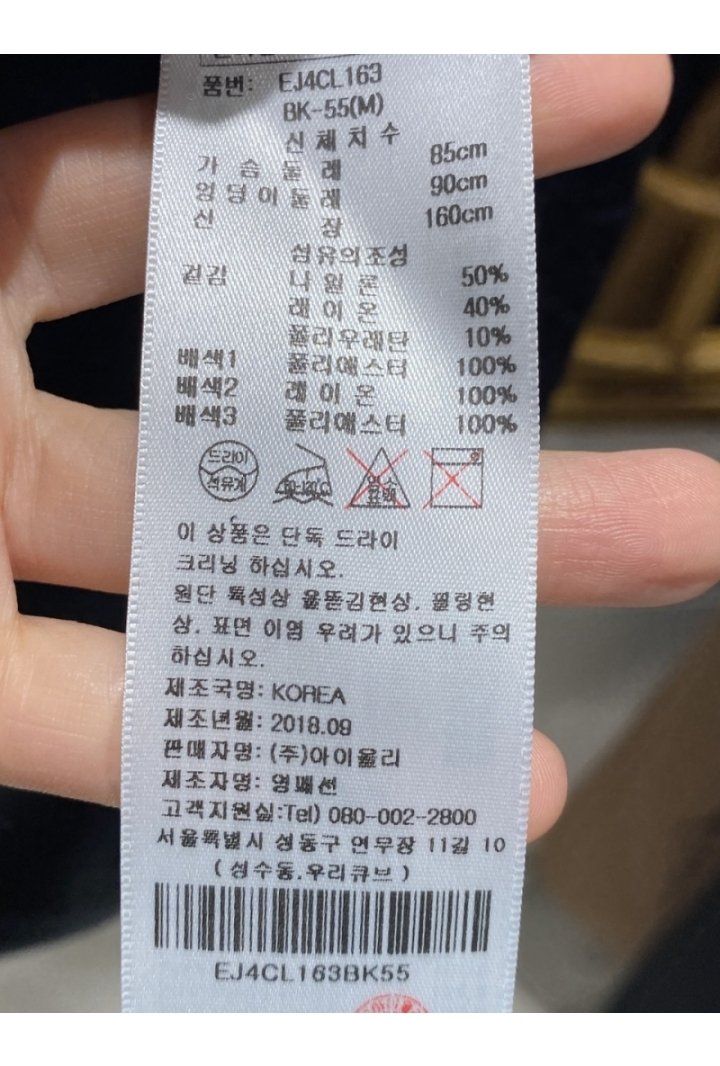 품번: EJ4CL163
BK-55(M)
신체치수
가슴둘레 85cm
엉덩이둘레 90cm
신장 160cm
섬유의조성
겉감 나일론 50%
레이온 40%
폴리우레탄 10%
배색1 폴리에스터 100%
배색2 레이온 100%
배색3 폴리에스터 100%
드라이
석유계
염소
표백
이 상품은 단독 드라이
크리닝 하십시오.
원단 특성상 올뜯김현상, 필링현
상, 표면 이염 우려가 있으니 주의
하십시오.
제조국명: KOREA
제조년월: 2018.09
판매자명: (주)아이올리
제조자명: 영패션
고객지원실:Tel) 080-002-2800
서울특별시 성동구 연무장 11길 10
(성수동,우리큐브)
EJ4CL163BK55